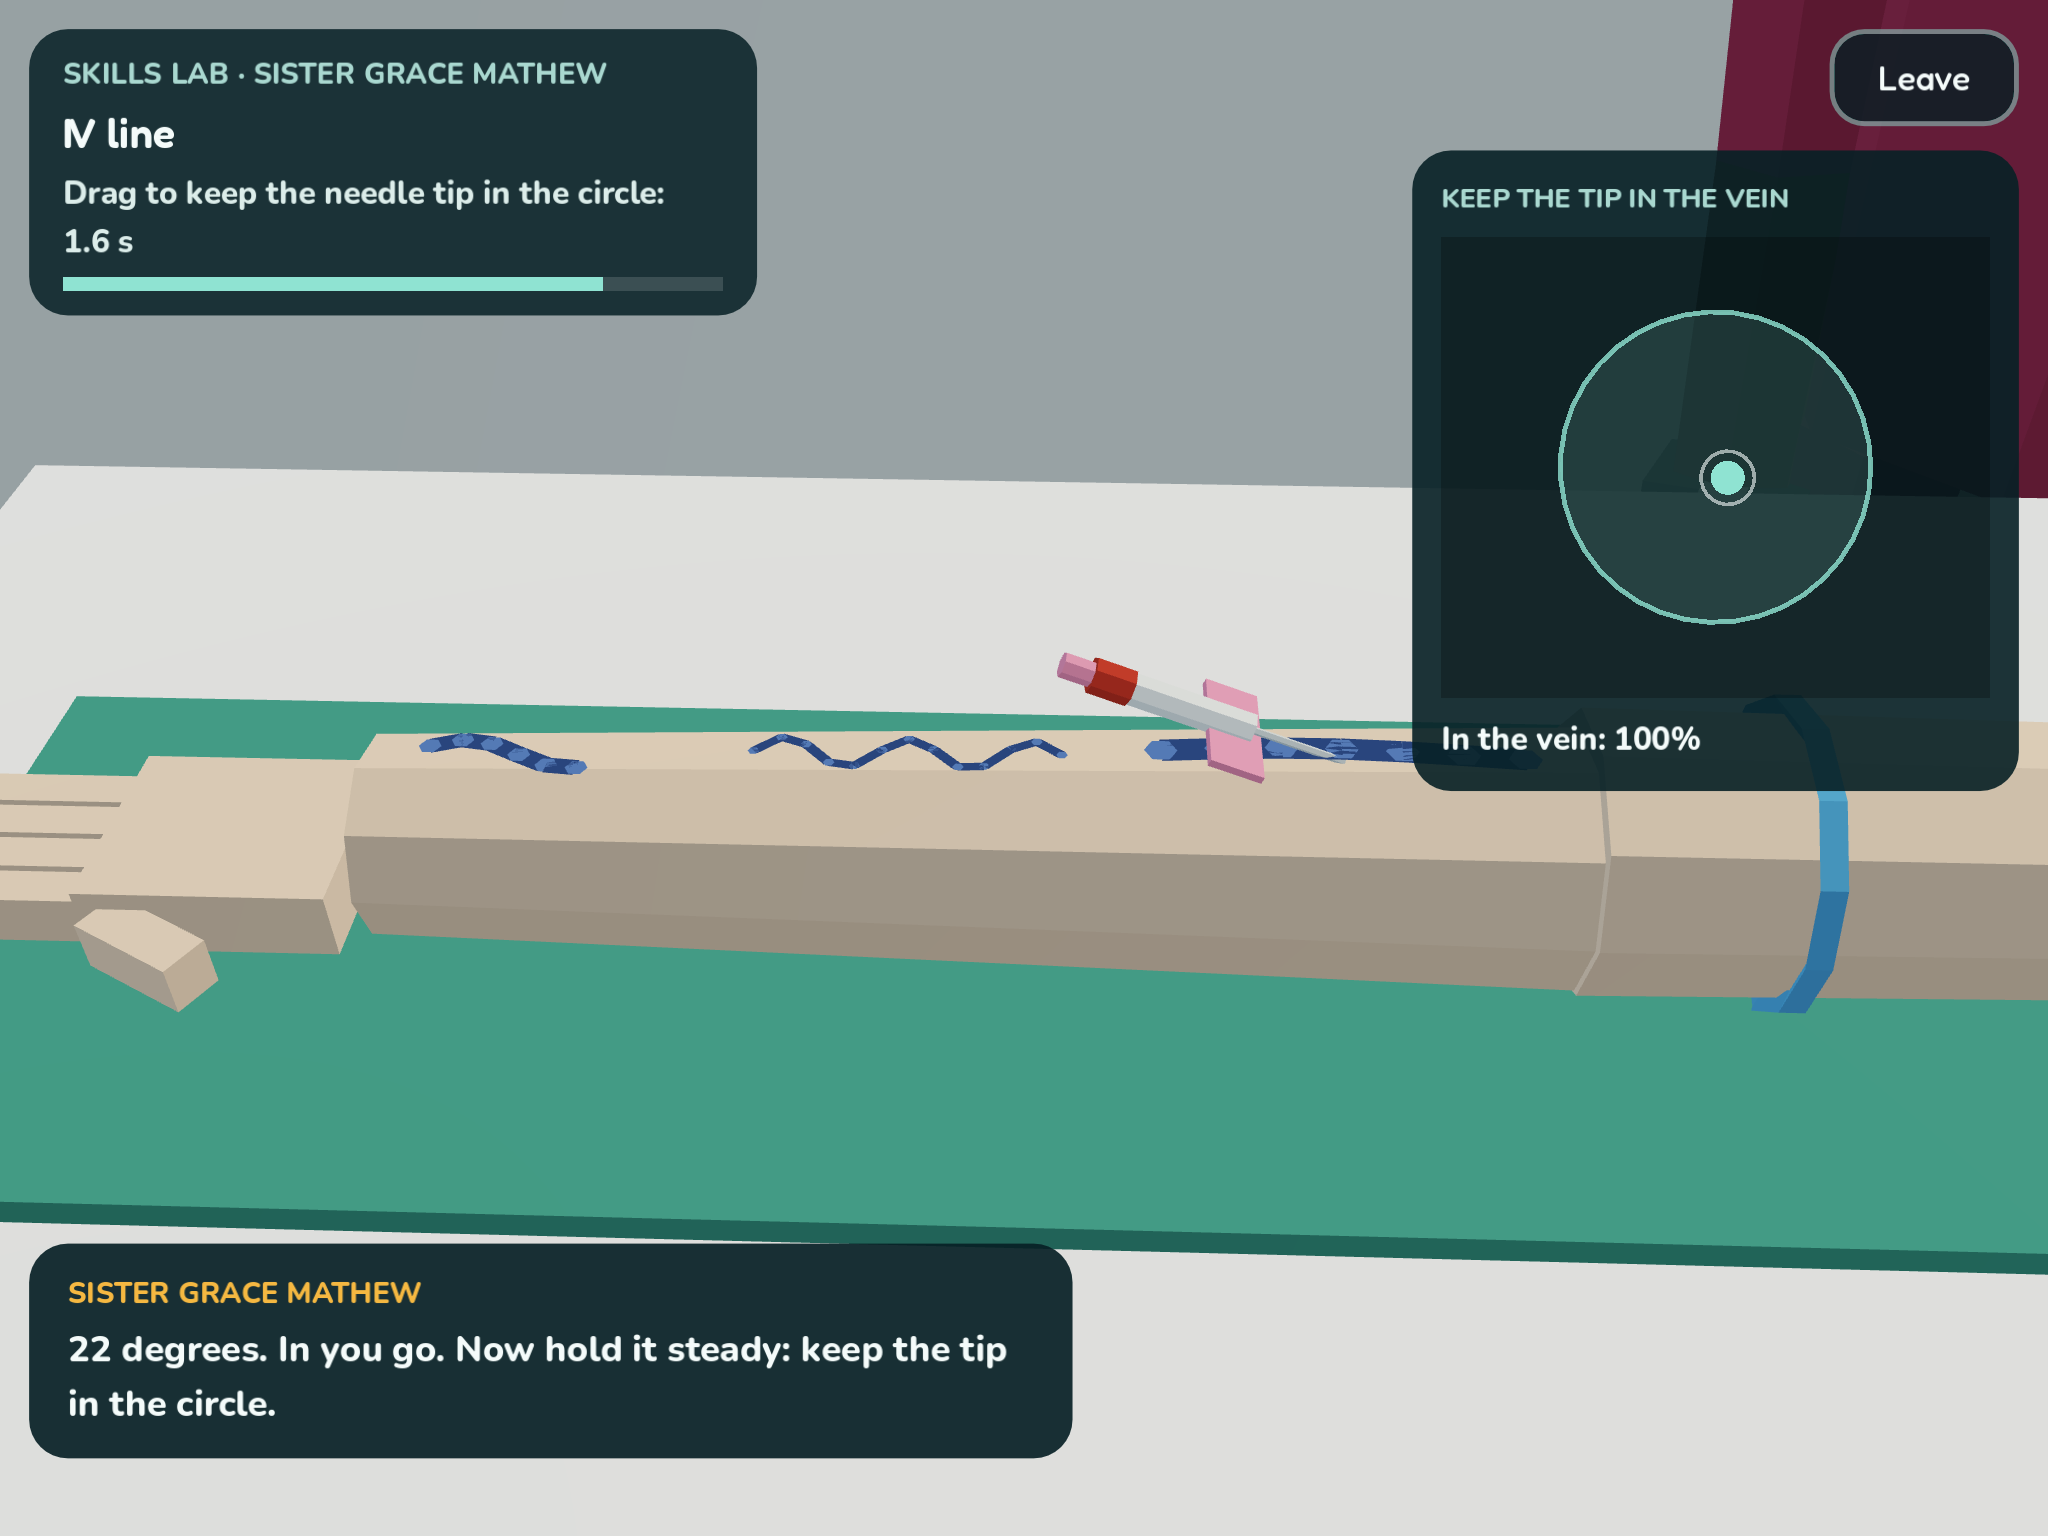 SKILLS LAB · SISTER GRACE MATHEW
IV line
Drag to keep the needle tip in the circle:
1.6 s
Leave
KEEP THE TIP IN THE VEIN
In the vein: 100%
SISTER GRACE MATHEW
22 degrees. In you go. Now hold it steady: keep the tip
in the circle.